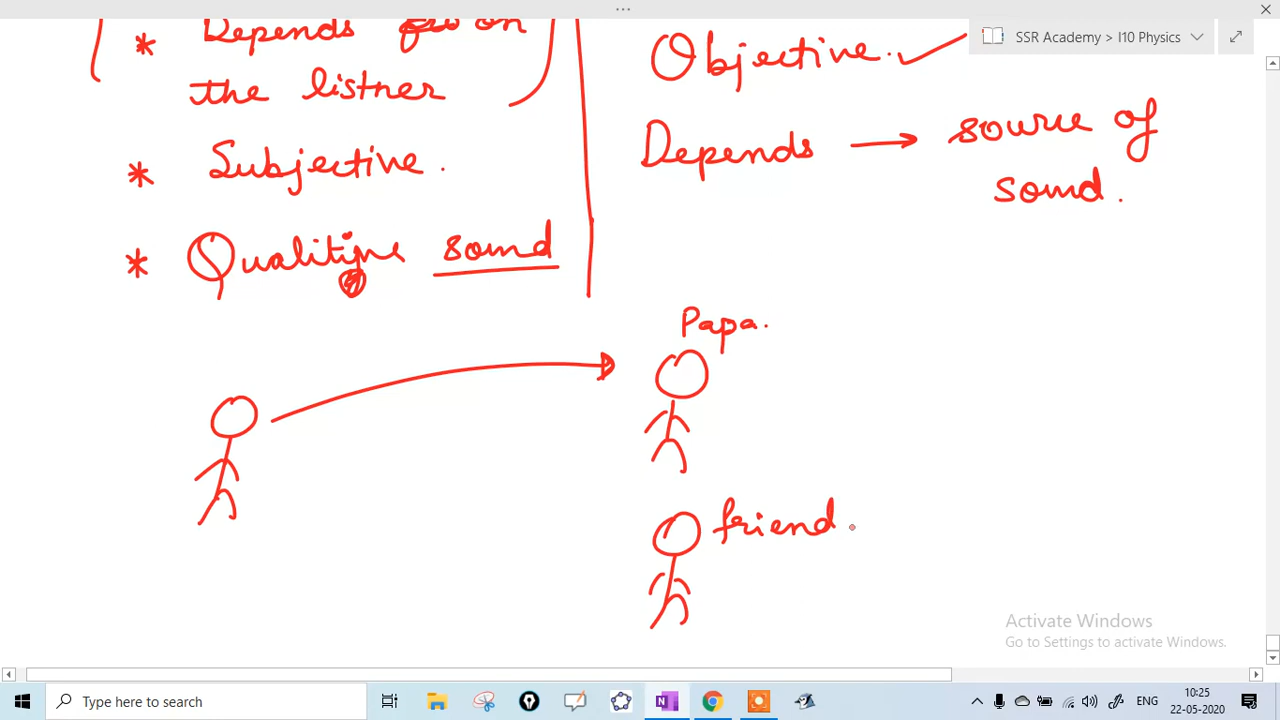 SSR Academy > I10 Physics
* Depends on
the listner
* Subjective.
* Qualitive sound
Objective.
Depends → source of
sound.
Papa.
friend.
Activate Windows
Go to Settings to activate Windows.
Type here to search
ENG
10:25
22-05-2020